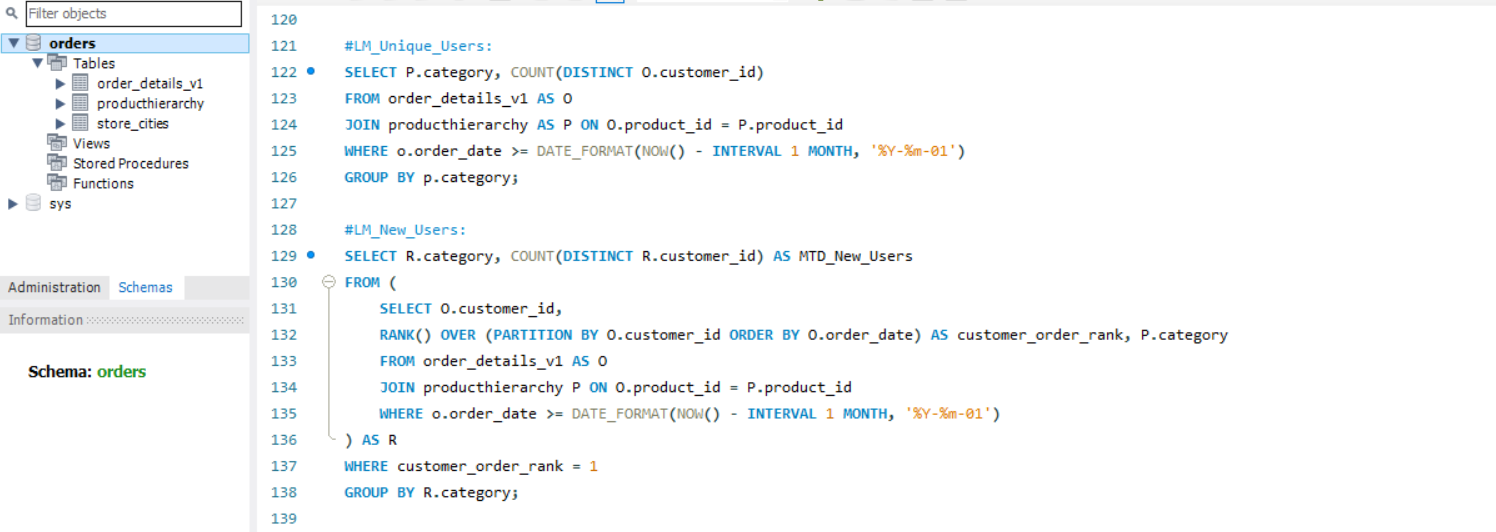 Filter objects
orders
Tables
order_details_v1
producthierarchy
store_cities
Views
Stored Procedures
Functions
sys
Administration Schemas
Information
Schema: orders
120
121 #LM_Unique_Users:
122 SELECT P.category, COUNT(DISTINCT O.customer_id)
123 FROM order_details_v1 AS O
124 JOIN producthierarchy AS P ON O.product_id = P.product_id
125 WHERE o.order_date >= DATE_FORMAT(NOW() - INTERVAL 1 MONTH, '%Y-%m-01')
126 GROUP BY p.category;
127
128 #LM_New_Users:
129 SELECT R.category, COUNT(DISTINCT R.customer_id) AS MTD_New_Users
130 FROM (
131 SELECT O.customer_id,
132 RANK() OVER (PARTITION BY O.customer_id ORDER BY O.order_date) AS customer_order_rank, P.category
133 FROM order_details_v1 AS O
134 JOIN producthierarchy P ON O.product_id = P.product_id
135 WHERE o.order_date >= DATE_FORMAT(NOW() - INTERVAL 1 MONTH, '%Y-%m-01')
136 ) AS R
137 WHERE customer_order_rank = 1
138 GROUP BY R.category;
139